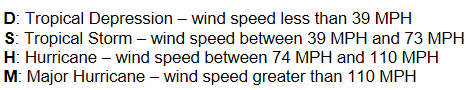 D: Tropical Depression – wind speed less than 39 MPH
S: Tropical Storm – wind speed between 39 MPH and 73 MPH
H: Hurricane – wind speed between 74 MPH and 110 MPH
M: Major Hurricane – wind speed greater than 110 MPH